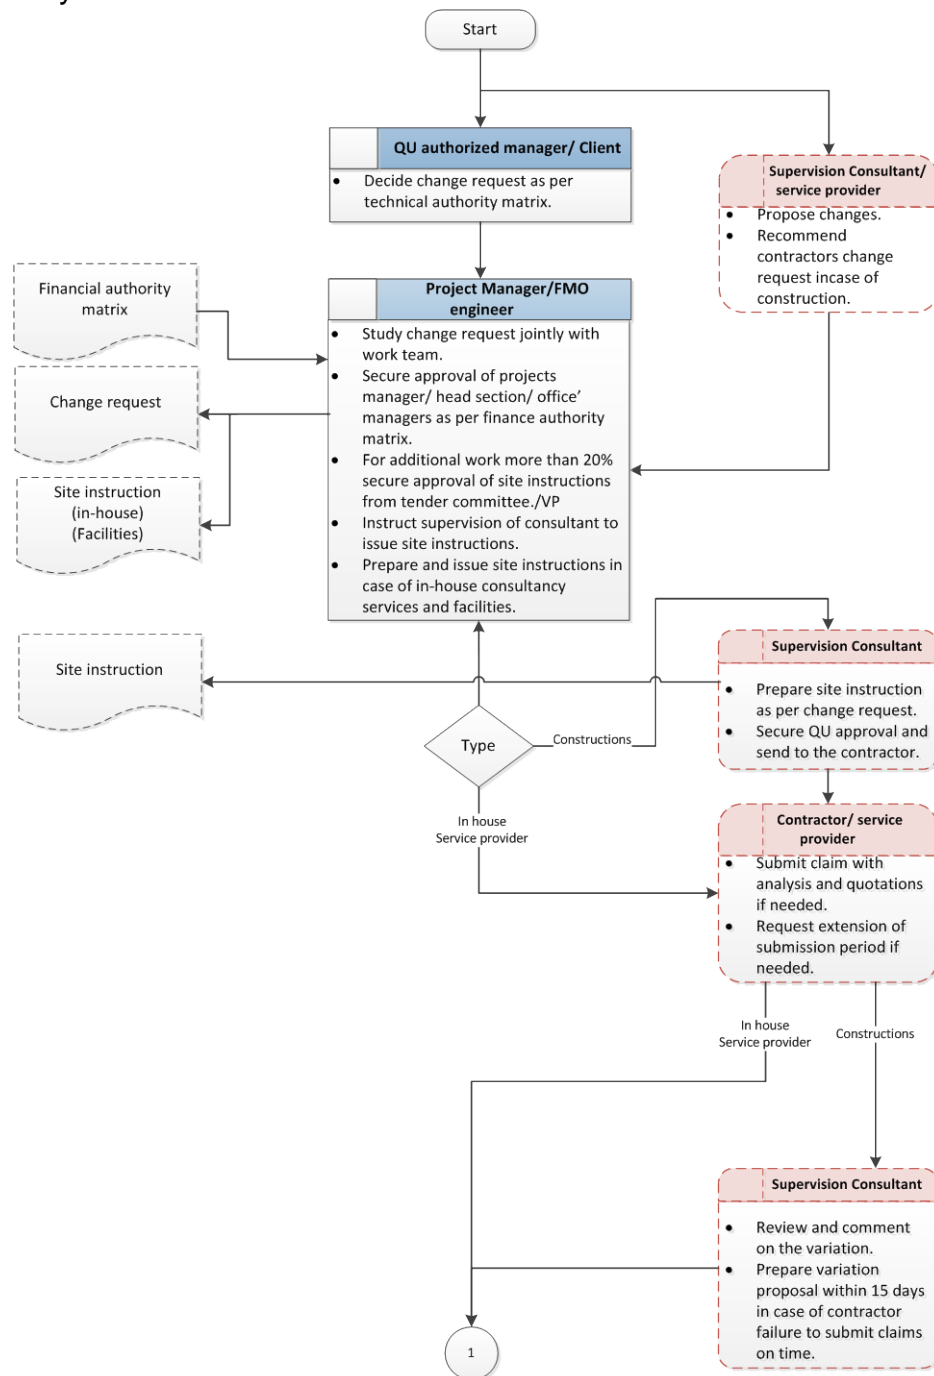 Start
QU authorized manager/ Client
• Decide change request as per
technical authority matrix.
Supervision Consultant/
service provider
• Propose changes.
• Recommend
contractors change
request incase of
construction.
Financial authority
matrix
Change request
Site instruction
(in-house)
(Facilities)
Project Manager/FMO
engineer
• Study change request jointly with
work team.
• Secure approval of projects
manager/ head section/ office’
managers as per finance authority
matrix.
• For additional work more than 20%
secure approval of site instructions
from tender committee./VP
• Instruct supervision of consultant to
issue site instructions.
• Prepare and issue site instructions in
case of in-house consultancy
services and facilities.
Site instruction
Type
Constructions
In house
Service provider
Supervision Consultant
• Prepare site instruction
as per change request.
• Secure QU approval and
send to the contractor.
Contractor/ service
provider
• Submit claim with
analysis and quotations
if needed.
• Request extension of
submission period if
needed.
In house
Service provider
Constructions
Supervision Consultant
• Review and comment
on the variation.
• Prepare variation
proposal within 15 days
in case of contractor
failure to submit claims
on time.
1